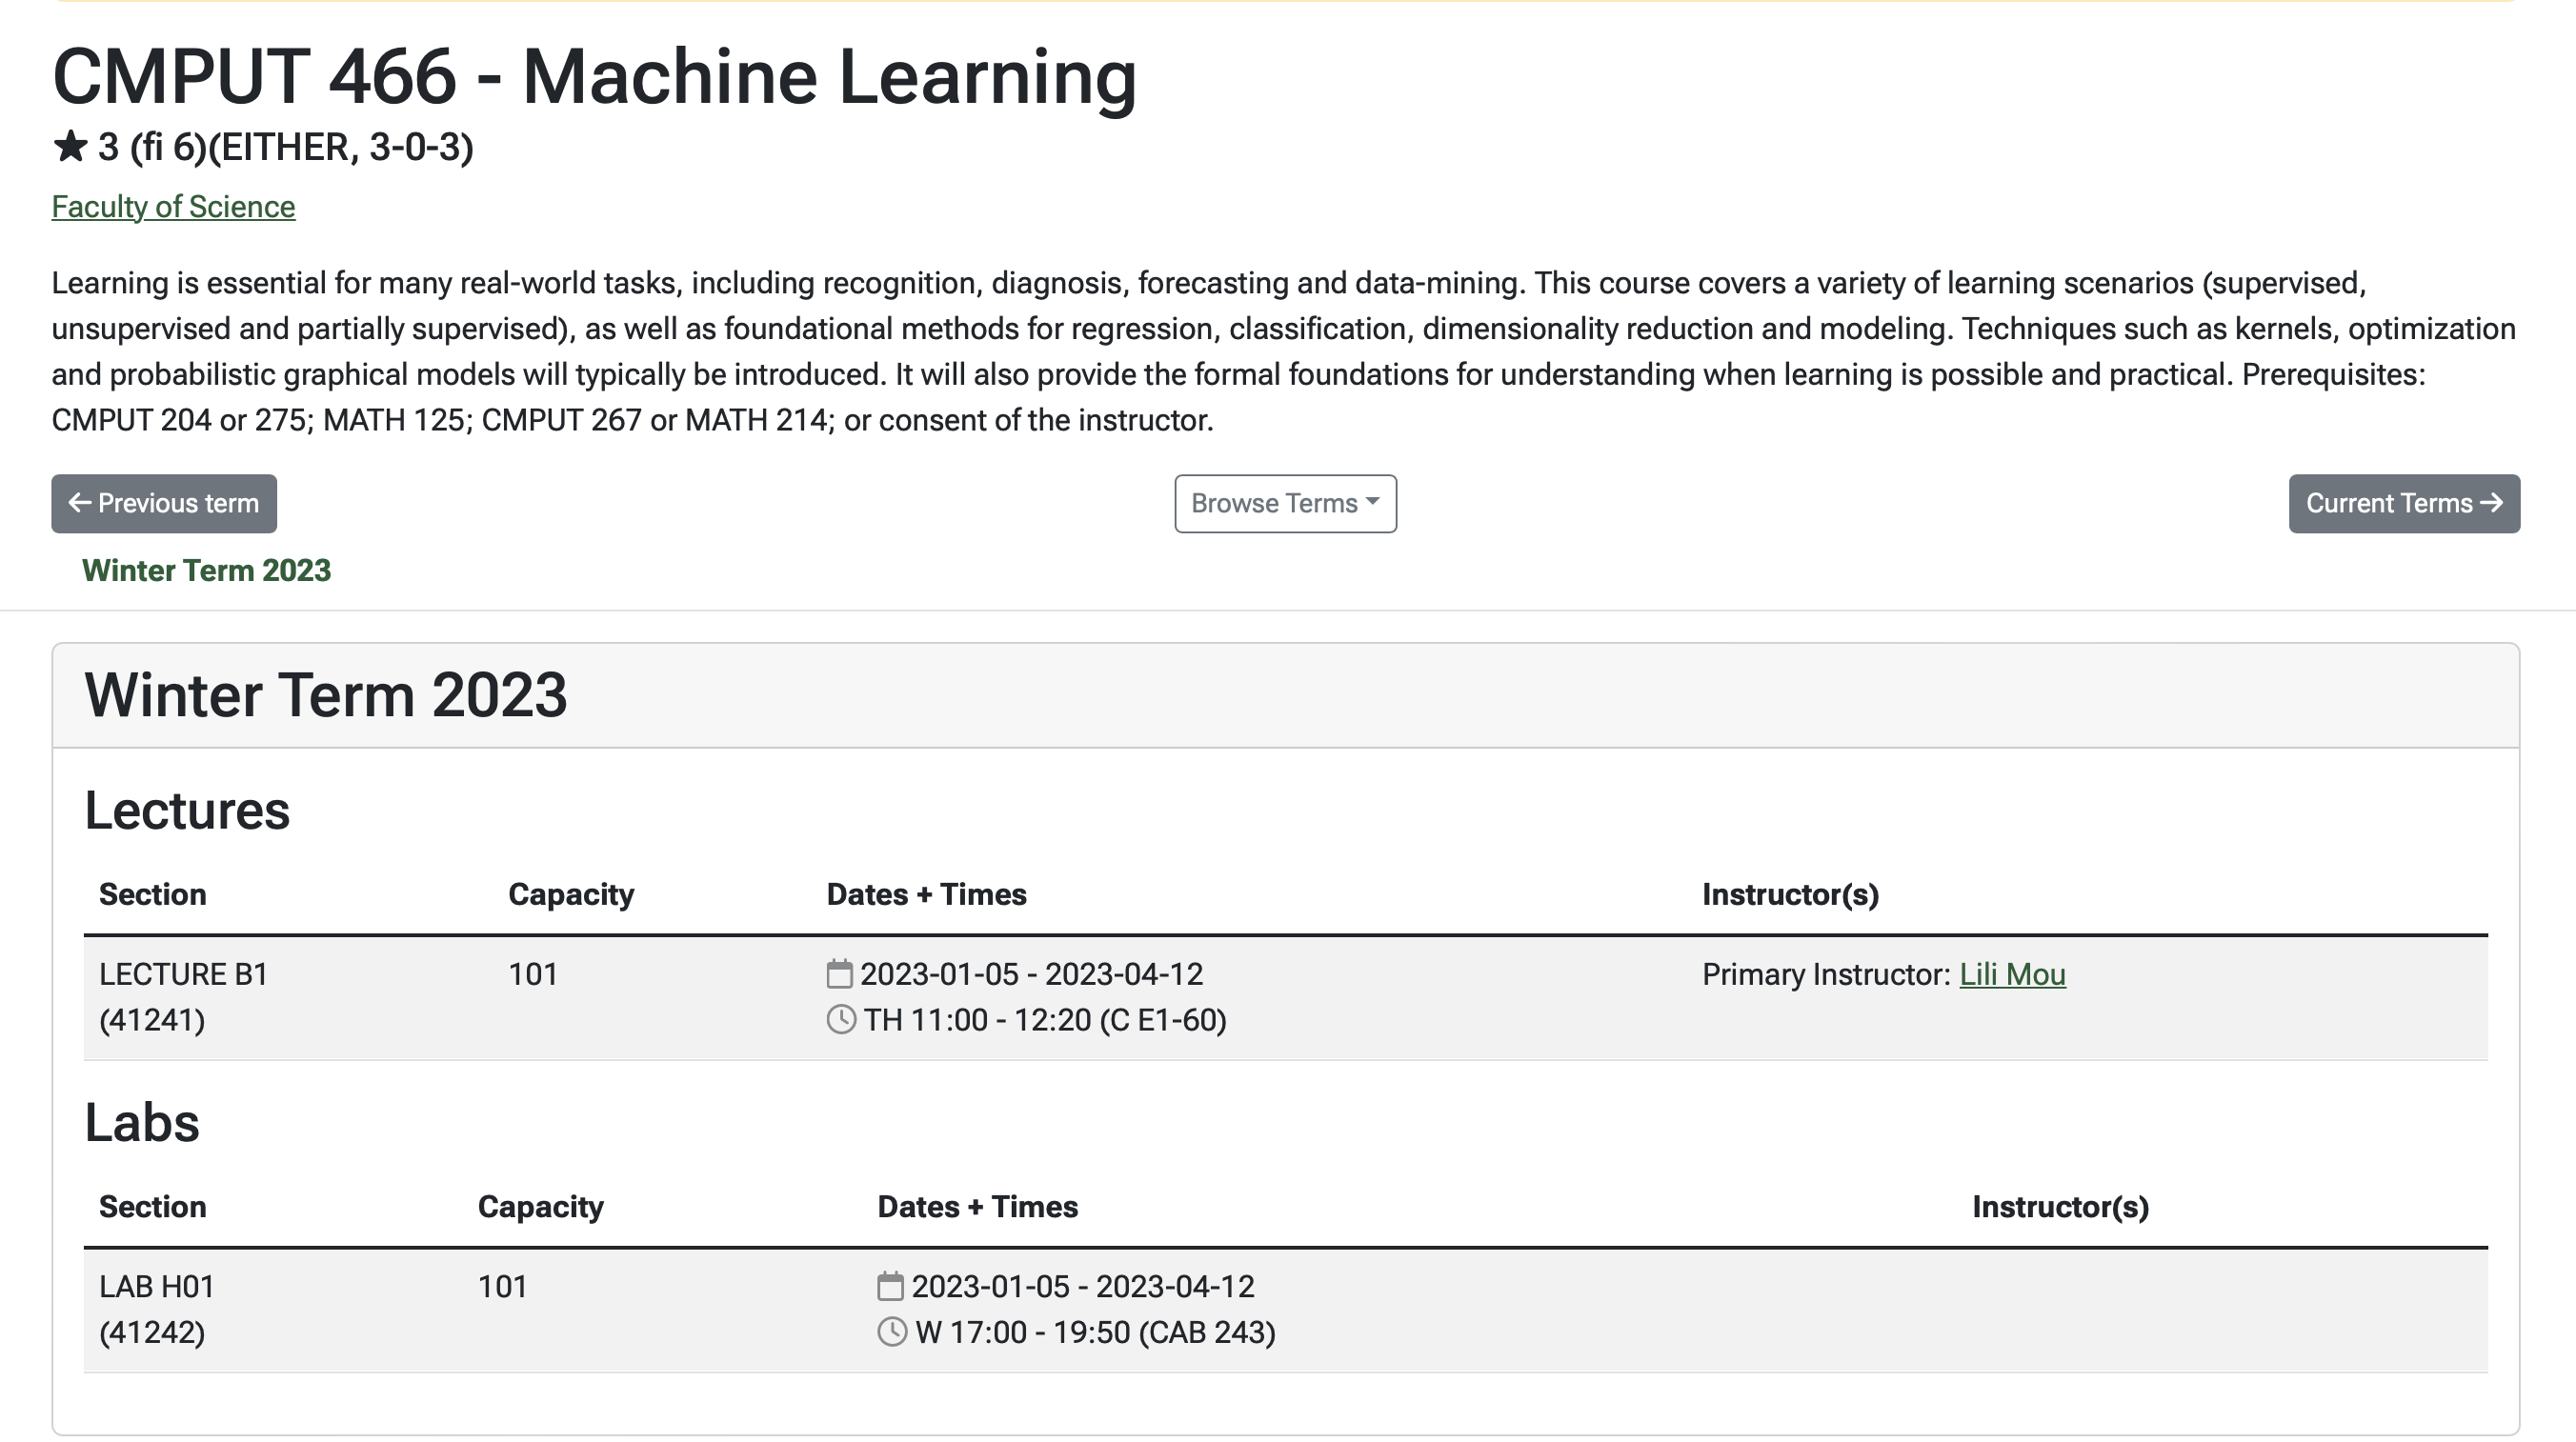 CMPUT 466 - Machine Learning
★ 3 (fi 6)(EITHER, 3-0-3)
Faculty of Science
Learning is essential for many real-world tasks, including recognition, diagnosis, forecasting and data-mining. This course covers a variety of learning scenarios (supervised,
unsupervised and partially supervised), as well as foundational methods for regression, classification, dimensionality reduction and modeling. Techniques such as kernels, optimization
and probabilistic graphical models will typically be introduced. It will also provide the formal foundations for understanding when learning is possible and practical. Prerequisites:
CMPUT 204 or 275; MATH 125; CMPUT 267 or MATH 214; or consent of the instructor.
← Previous term Browse Terms Current Terms →
Winter Term 2023
Winter Term 2023
Lectures
Section Capacity Dates + Times Instructor(s)
LECTURE B1 101 2023-01-05 - 2023-04-12 Primary Instructor: Lili Mou
(41241) TH 11:00 - 12:20 (C E1-60)
Labs
Section Capacity Dates + Times Instructor(s)
LAB H01 101 2023-01-05 - 2023-04-12
(41242) W 17:00 - 19:50 (CAB 243)